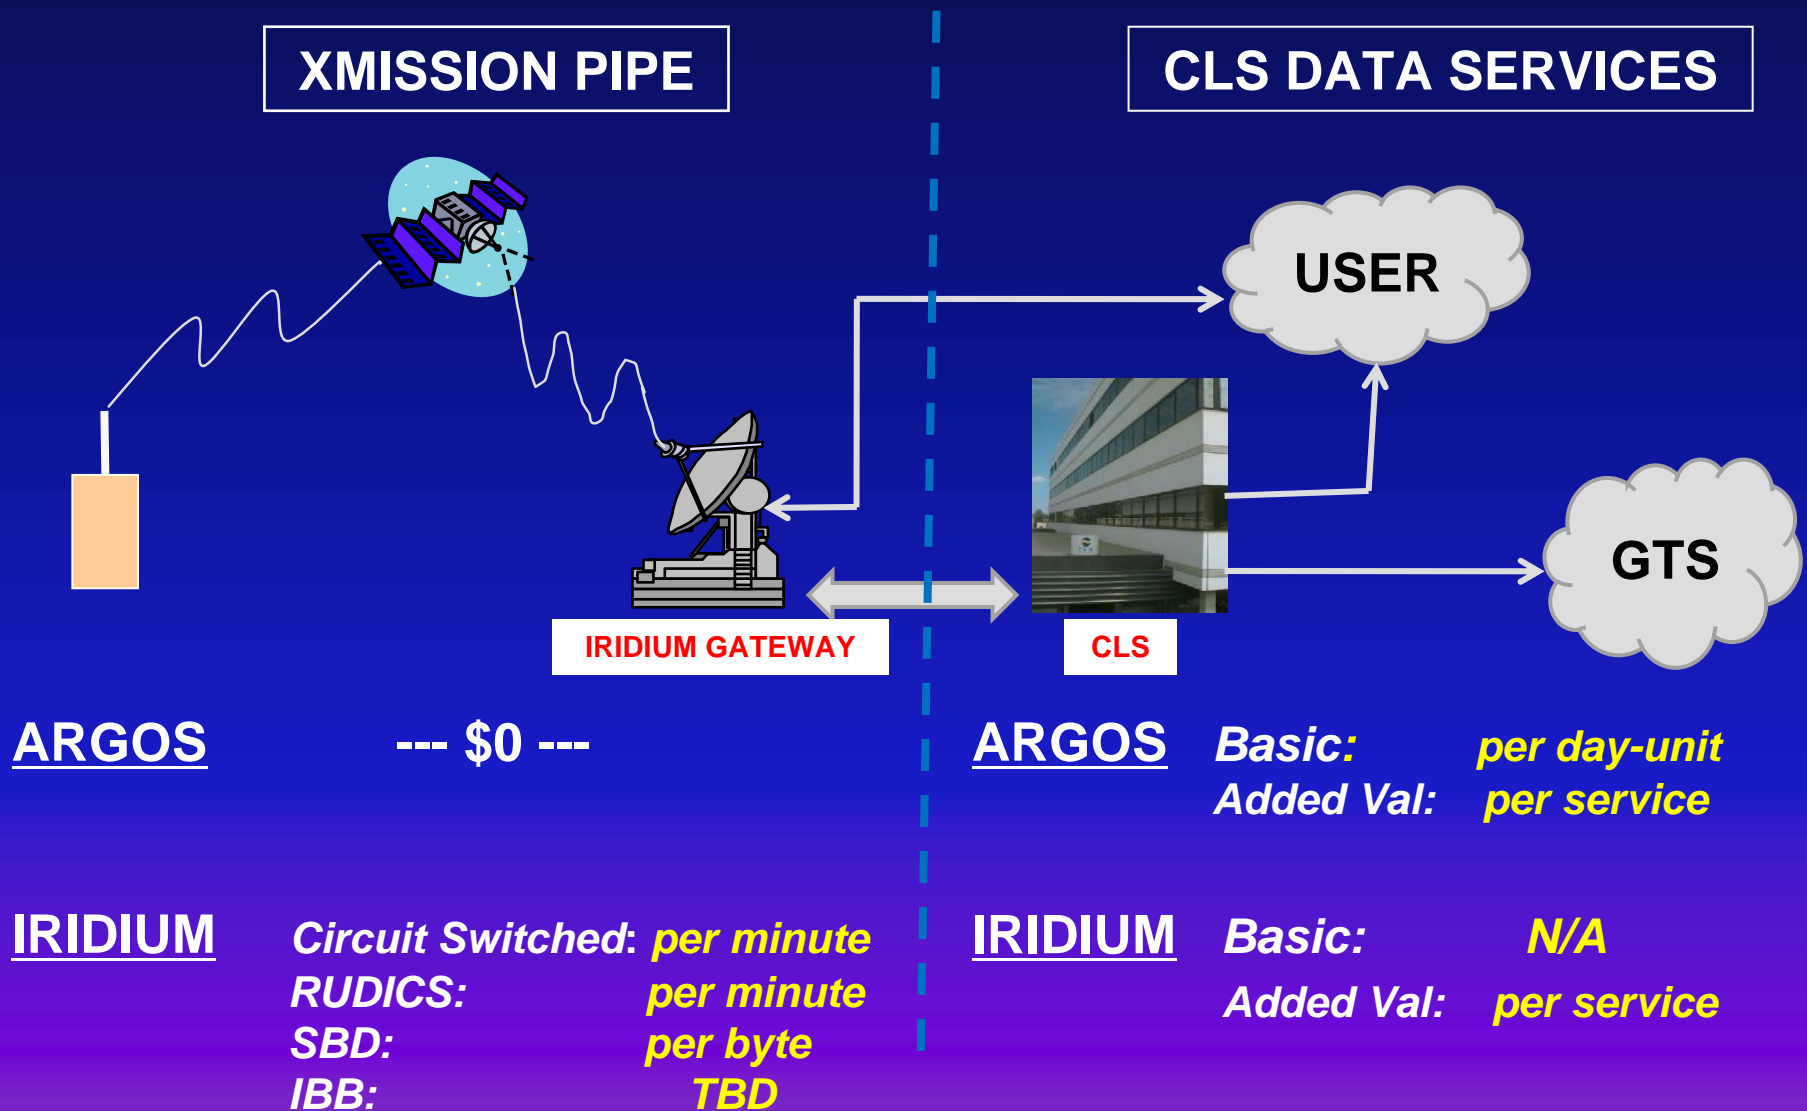 XMISSION PIPE
CLS DATA SERVICES
USER
GTS
IRIDIUM GATEWAY
CLS
ARGOS --- $0 ---
IRIDIUM Circuit Switched: per minute
RUDICS: per minute
SBD: per byte
IBB: TBD
ARGOS Basic: per day-unit
Added Val: per service
IRIDIUM Basic: N/A
Added Val: per service